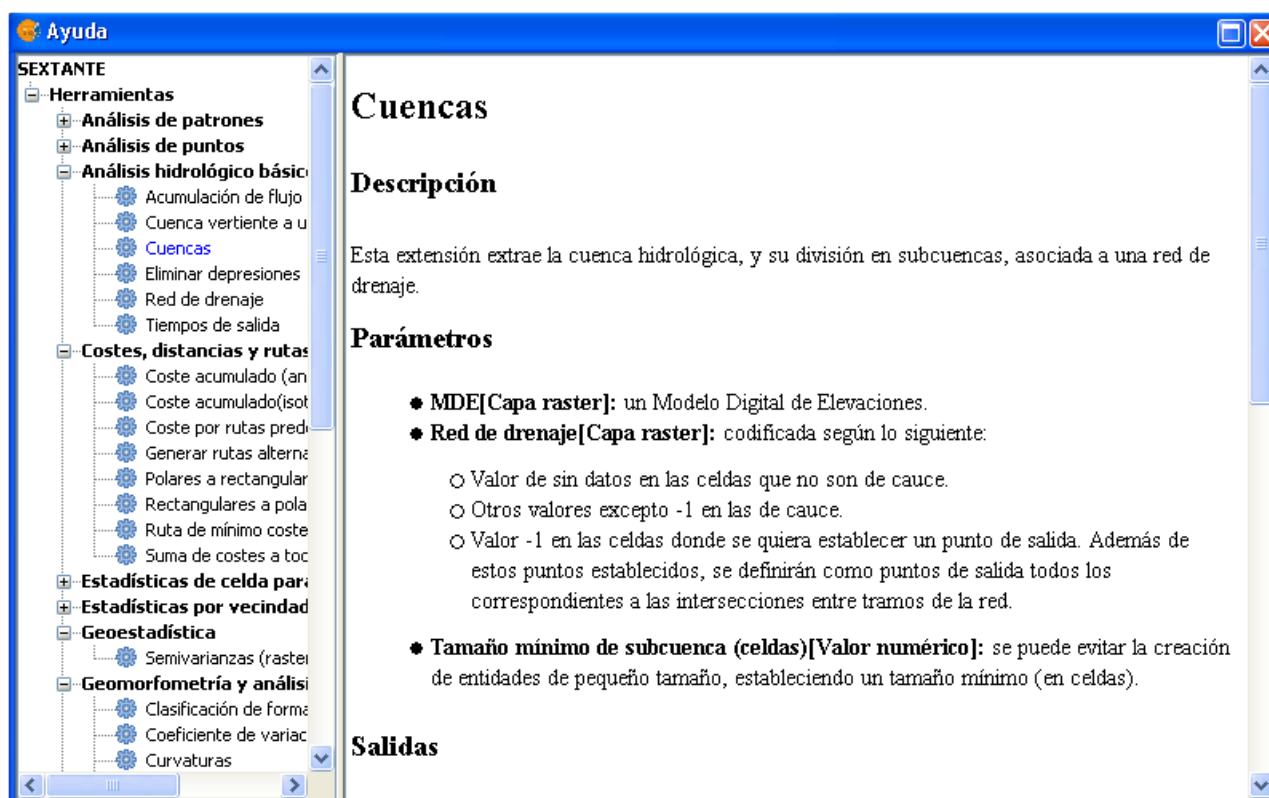 Ayuda
SEXTANTE
Herramientas
Análisis de patrones
Análisis de puntos
Análisis hidrológico básic
Acumulación de flujo
Cuenca vertiente a u
Cuencas
Eliminar depresiones
Red de drenaje
Tiempos de salida
Costes, distancias y rutas
Coste acumulado (an
Coste acumulado(isot
Coste por rutas pred
Generar rutas alterna
Polares a rectangular
Rectangulares a pola
Ruta de mínimo coste
Suma de costes a toc
Estadísticas de celda para
Estadísticas por vecindad
Geoestadística
Semivarianzas (raster
Geomorfometría y análisi
Clasificación de forma
Coeficiente de variac
Curvaturas
Cuencas
Descripción
Esta extensión extrae la cuenca hidrológica, y su división en subcuencas, asociada a una red de
drenaje.
Parámetros
MDE[Capa raster]: un Modelo Digital de Elevaciones.
Red de drenaje[Capa raster]: codificada según lo siguiente:
Valor de sin datos en las celdas que no son de cauce.
Otros valores excepto -1 en las de cauce.
Valor -1 en las celdas donde se quiera establecer un punto de salida. Además de
estos puntos establecidos, se definirán como puntos de salida todos los
correspondientes a las intersecciones entre tramos de la red.
Tamaño mínimo de subcuenca (celdas)[Valor numérico]: se puede evitar la creación
de entidades de pequeño tamaño, estableciendo un tamaño mínimo (en celdas).
Salidas